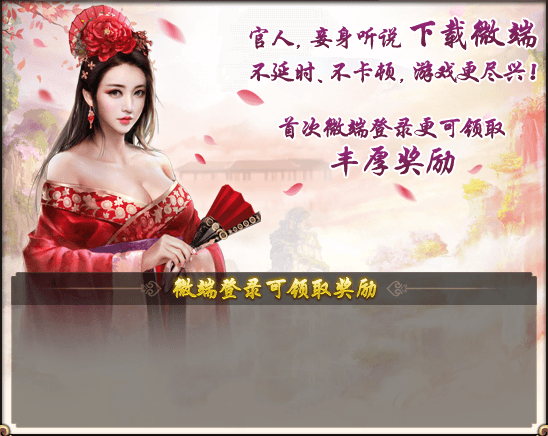 官人，妾身听说 下载微端
不延时、不卡顿，游戏更尽兴！
首次微端登录更可领取
丰厚奖励
微端登录可领取奖励